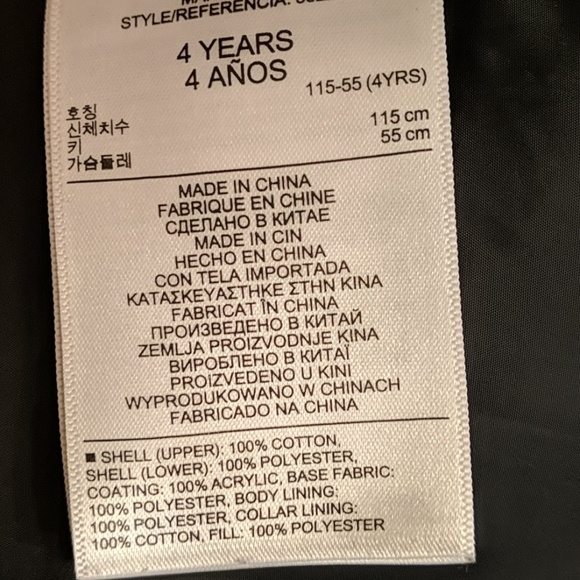 STYLE/REFERENCIA:
4 YEARS
4 AÑOS
115-55 (4YRS)
호칭
신체치수
키 115 cm
가슴둘레 55 cm
MADE IN CHINA
FABRIQUE EN CHINE
СДЕЛАНО В КИТАЕ
MADE IN CIN
HECHO EN CHINA
CON TELA IMPORTADA
ΚΑΤΑΣΚΕΥΑΣΤΗΚΕ ΣΤΗΝ ΚΙΝΑ
FABRICAT ÎN CHINA
ПРОИЗВЕДЕНО В КИТАЙ
ZEMLJA PROIZVODNJE KINA
ВИРОБЛЕНО В КИТАЇ
PROIZVEDENO U KINI
WYPRODUKOWANO W CHINACH
FABRICADO NA CHINA
■ SHELL (UPPER): 100% COTTON,
SHELL (LOWER): 100% POLYESTER,
COATING: 100% ACRYLIC, BASE FABRIC:
100% POLYESTER, BODY LINING:
100% POLYESTER, COLLAR LINING:
100% COTTON, FILL: 100% POLYESTER